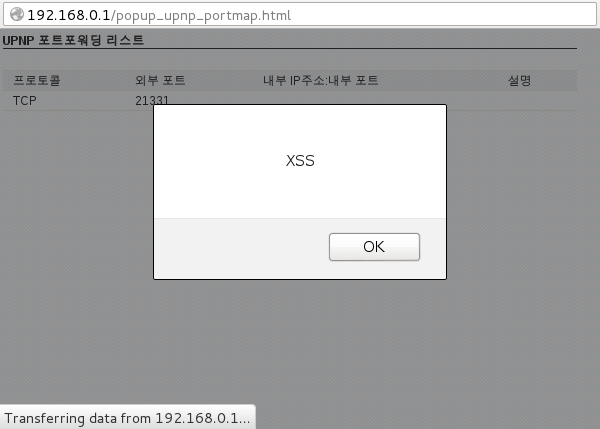 192.168.0.1/popup_upnp_portmap.html
UPNP 포트포워딩 리스트
프로토콜 외부 포트 내부 IP주소:내부 포트 설명
TCP 21331
XSS
OK
Transferring data from 192.168.0.1...